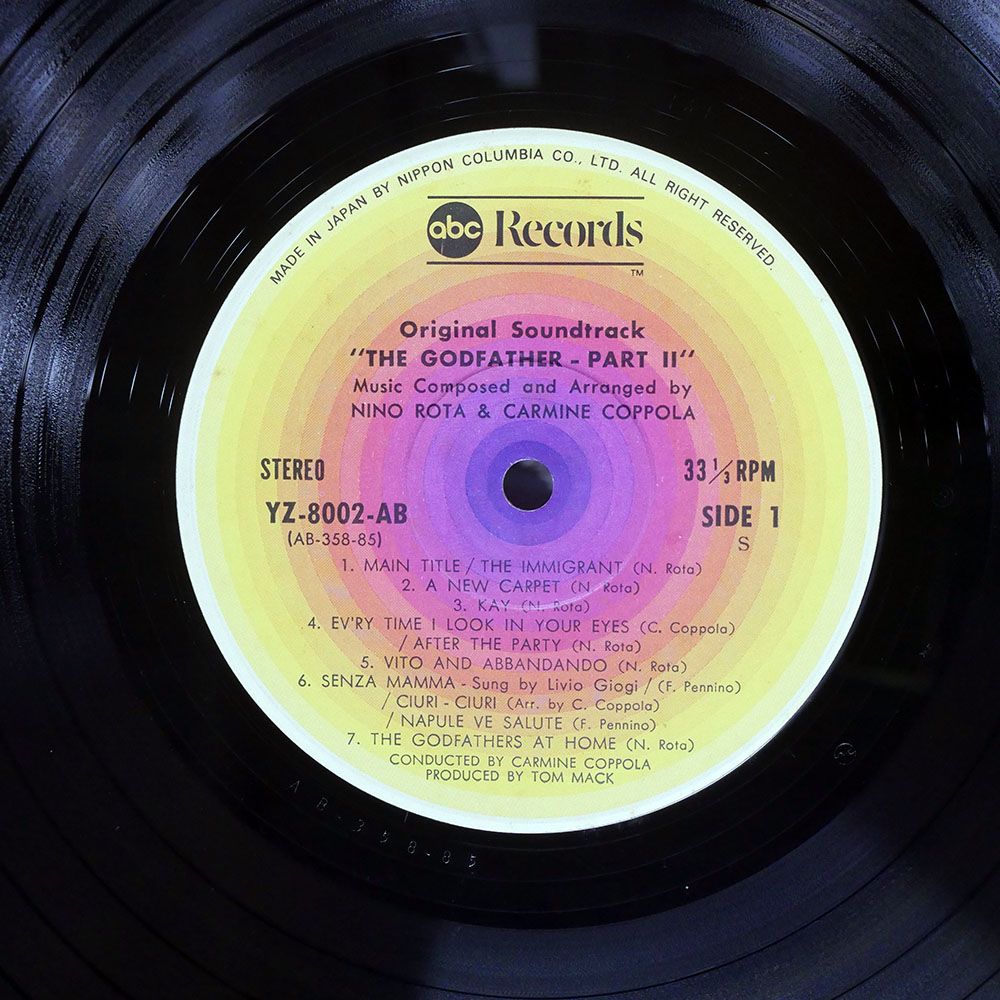 MADE IN JAPAN BY NIPPON COLUMBIA CO., LTD. ALL RIGHT RESERVED.
abc Records
TM
Original Soundtrack
"THE GODFATHER - PART II"
Music Composed and Arranged by
NINO ROTA & CARMINE COPPOLA
STEREO
33 1/3 RPM
YZ-8002-AB
SIDE 1
(AB-358-85)
S
1. MAIN TITLE / THE IMMIGRANT (N. Rota)
2. A NEW CARPET (N. Rota)
3. KAY (N. Rota)
4. EV'RY TIME I LOOK IN YOUR EYES (C. Coppola)
/ AFTER THE PARTY (N. Rota)
5. VITO AND ABBANDANDO (N. Rota)
6. SENZA MAMMA - Sung by Livio Giogi / (F. Pennino)
/ CIURI - CIURI (Arr. by C. Coppola)
/ NAPULE VE SALUTE (F. Pennino)
7. THE GODFATHERS AT HOME (N. Rota)
CONDUCTED BY CARMINE COPPOLA
PRODUCED BY TOM MACK
AB-358-85